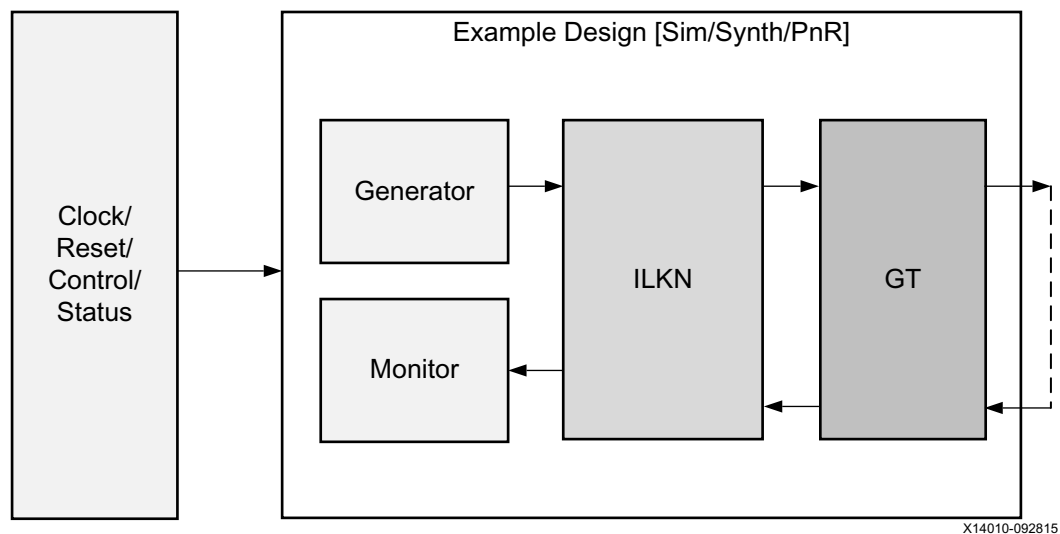 Example Design [Sim/Synth/PnR]
Clock/
Reset/
Control/
Status
Generator
Monitor
ILKN
GT
X14010-092815